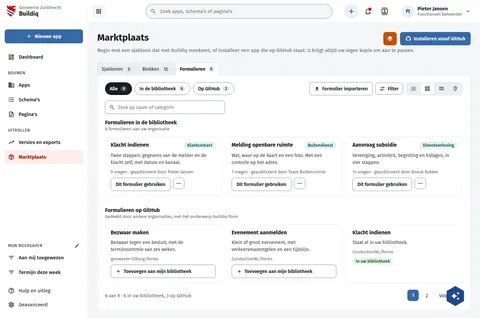 Gemeente Zuiddrecht
Buildiq
Zoek apps, schema's of pagina's
Pieter Jansen
Functioneel beheerder
+ Nieuwe app
Dashboard
BOUWEN
Apps
Schema's
Pagina's
UITROLLEN
Versies en exports
Marktplaats
MIJN WEERGAVEN
Aan mij toegewezen
Termijn deze week
Hulp en uitleg
Geavanceerd
Marktplaats
Begin met een sjabloon dat met building meekomt, of installeer een app die op GitHub staat. U krijgt altijd uw eigen kopie om aan te passen.
Installeren vanaf GitHub
Sjablonen 5
Blokken 12
Formulieren 9
Alle 9
In de bibliotheek 6
Op GitHub 3
Formulier importeren
Filter
Zoek op naam of categorie
Formulieren in de bibliotheek
6 formulieren van uw organisatie
Klacht indienen
Klantcontact
Twee stappen: gegevens van de melder en de
klacht zelf, met datum en kanaal.
9 vragen · gepubliceerd door Pieter Jansen
Dit formulier gebruiken
Melding openbare ruimte
Buitendienst
Wat, waar op de kaart en een foto. Met een
controle op het adres.
7 vragen · gepubliceerd door Team Buitenruimte
Dit formulier gebruiken
Aanvraag subsidie
Dienstverlening
Vereniging, activiteit, begroting en bijlagen, in
vier stappen.
14 vragen · gepubliceerd door Anouk Bakker
Dit formulier gebruiken
Formulieren op GitHub
Gedeeld door andere organisaties, met het onderwerp buildiq-form
Bezwaar maken
Bezwaar tegen een besluit, met de
termijncontrole van zes weken.
gemeente-tilburg/forms
+ Toevoegen aan mijn bibliotheek
Evenement aanmelden
Klein of groot evenement, met
verkeersmaatregelen en een tijdlijn.
ConductionNL/forms
+ Toevoegen aan mijn bibliotheek
Klacht indienen
Staat al in uw bibliotheek.
ConductionNL/forms
In uw bibliotheek
6 van 9 · 6 in uw bibliotheek, 3 op GitHub
1
2